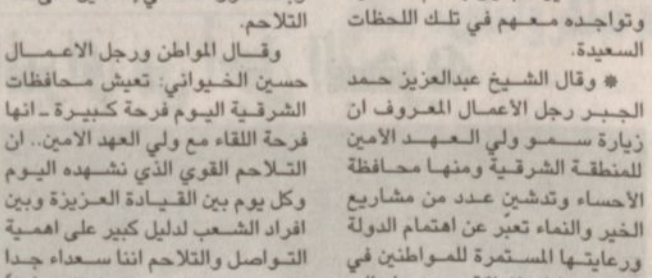 وتواجده معهم في تلك اللحظات
السعيدة.
* وقال الشيخ عبدالعزيز حمد
الجبر رجل الأعمال المعروف ان
زيارة سمو ولي العهد الأمين
للمنطقة الشرقية ومنها محافظة
الأحساء وتدشين عدد من مشاريع
الخير والنماء تعبّر عن اهتمام الدولة
ورعايتها المستمرة للمواطنين في
التلاحم.
وقال المواطن ورجل الاعمال
حسين الخيواني: تعيش محافظات
الشرقية اليوم فرحة كبيرة ـ انها
فرحة اللقاء مع ولي العهد الامين.. ان
التلاحم القوي الذي نشهده اليوم
وكل يوم بين القيادة العزيزة وبين
افراد الشعب لدليل كبير على اهمية
التواصل والتلاحم اننا سعداء جدا